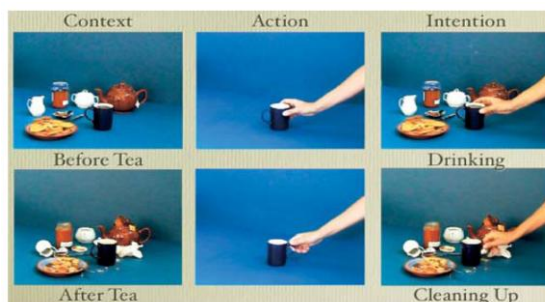 Context Action Intention
Before Tea Drinking
After Tea Cleaning Up